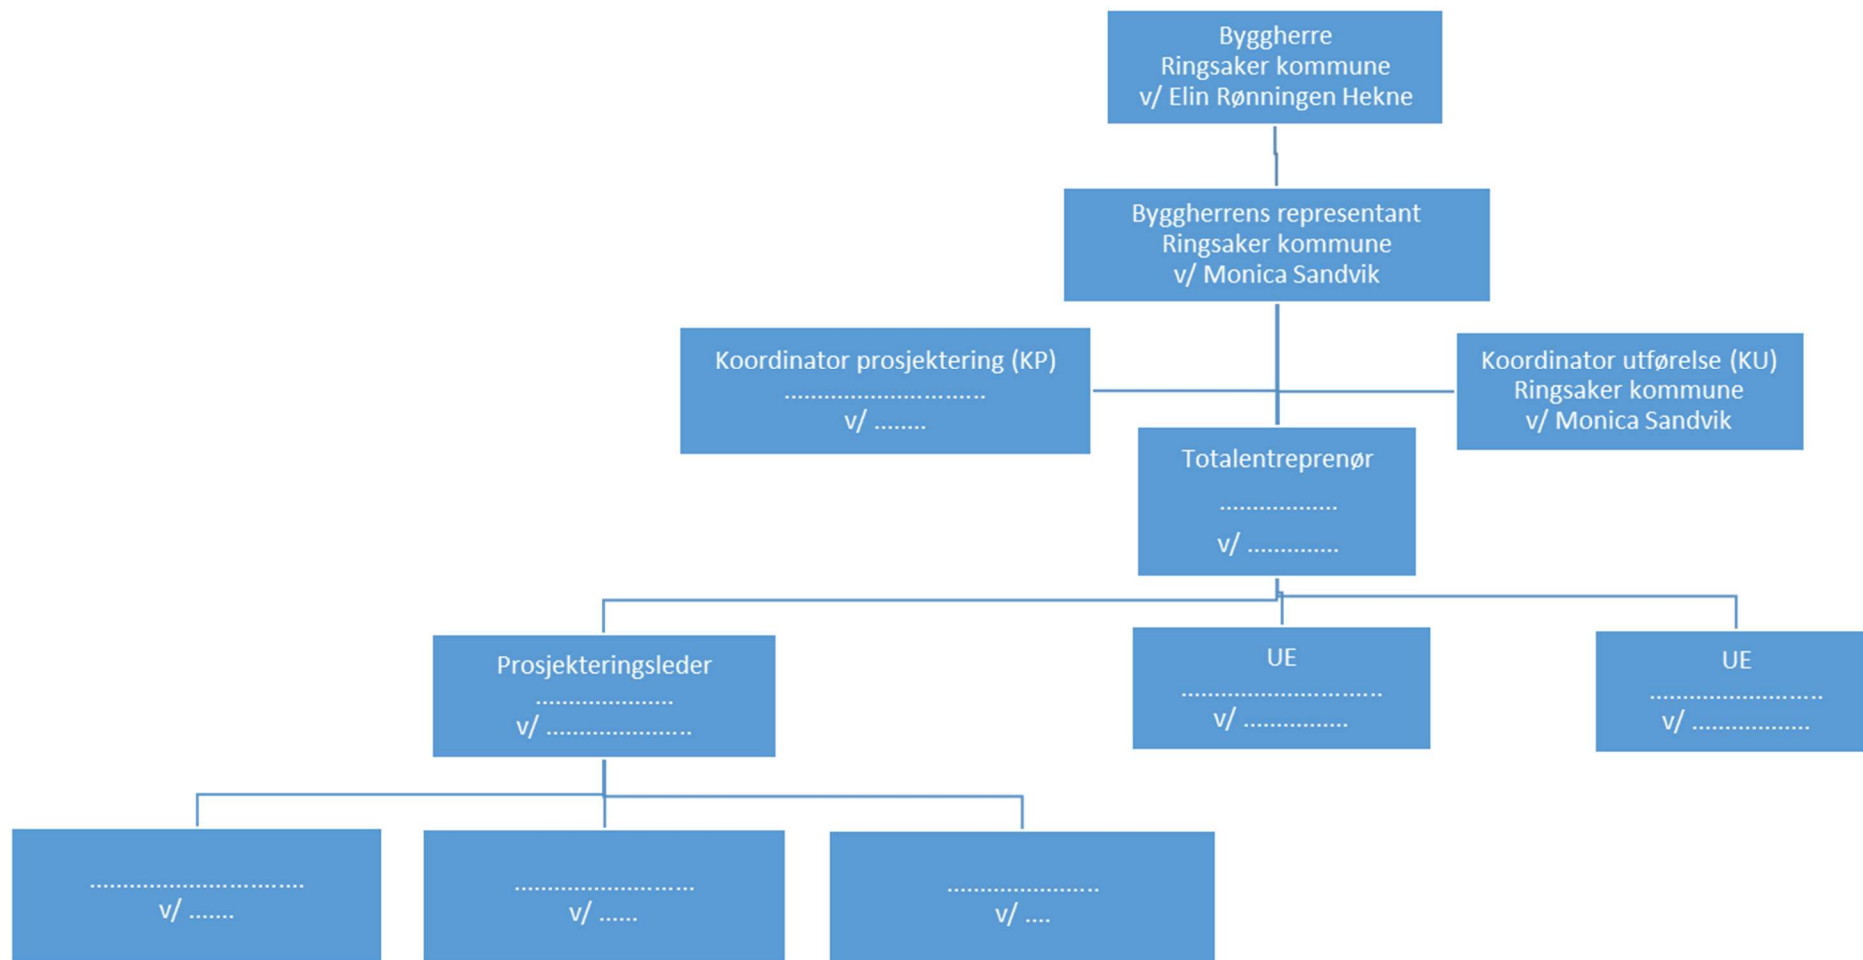 Byggherre
Ringsaker kommune
v/ Elin Rønningen Hekne
Byggherrens representant
Ringsaker kommune
v/ Monica Sandvik
Koordinator prosjektering (KP)
...............................
v/ ........
Koordinator utførelse (KU)
Ringsaker kommune
v/ Monica Sandvik
Totalentreprenør
..................
v/ ..............
Prosjekteringsleder
.....................
v/ ......................
UE
...............................
v/ ................
UE
..........................
v/ ..................
.................................
v/ .......
...........................
v/ ......
.......................
v/ ....